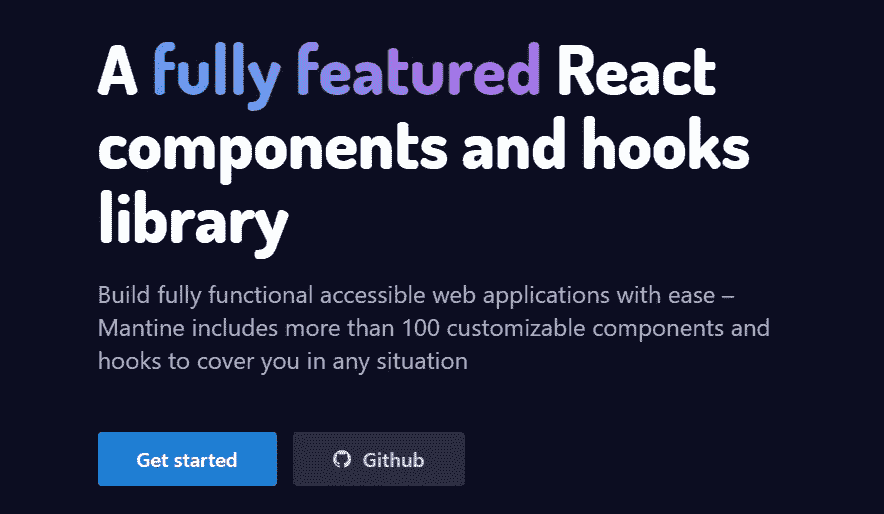 A fully featured React
components and hooks
library
Build fully functional accessible web applications with ease –
Mantine includes more than 100 customizable components and
hooks to cover you in any situation
Get started
Github